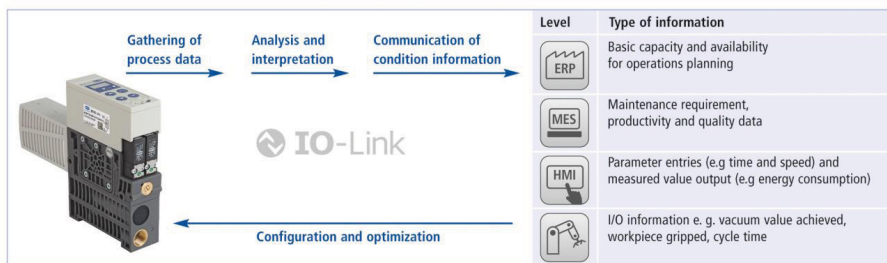 Gathering of
process data
Analysis and
interpretation
Communication of
condition information
IO-Link
Configuration and optimization
Level
Type of information
ERP
Basic capacity and availability
for operations planning
MES
Maintenance requirement,
productivity and quality data
HMI
Parameter entries (e.g time and speed) and
measured value output (e.g energy consumption)
I/O information e. g. vacuum value achieved,
workpiece gripped, cycle time